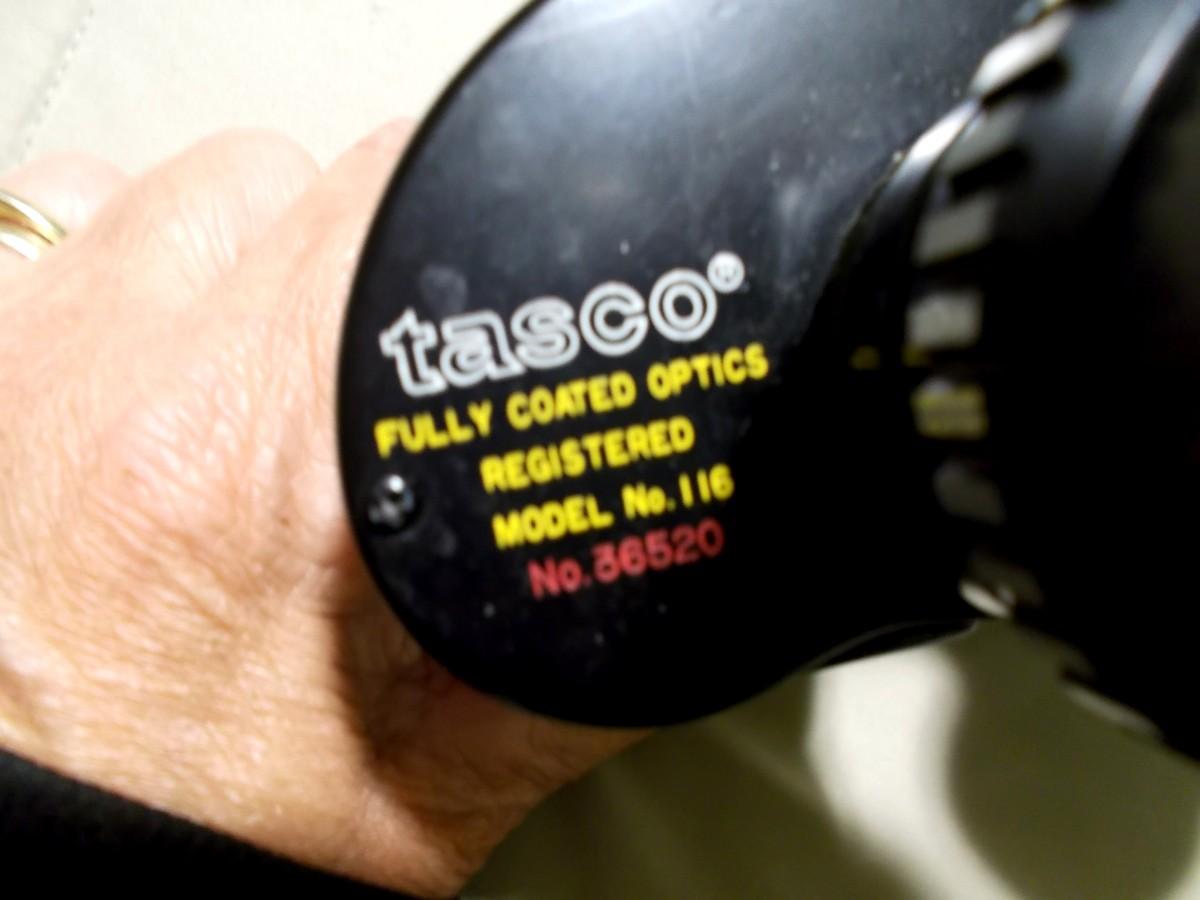 tasco®
FULLY COATED OPTICS
REGISTERED
MODEL No. 116
No. 36520